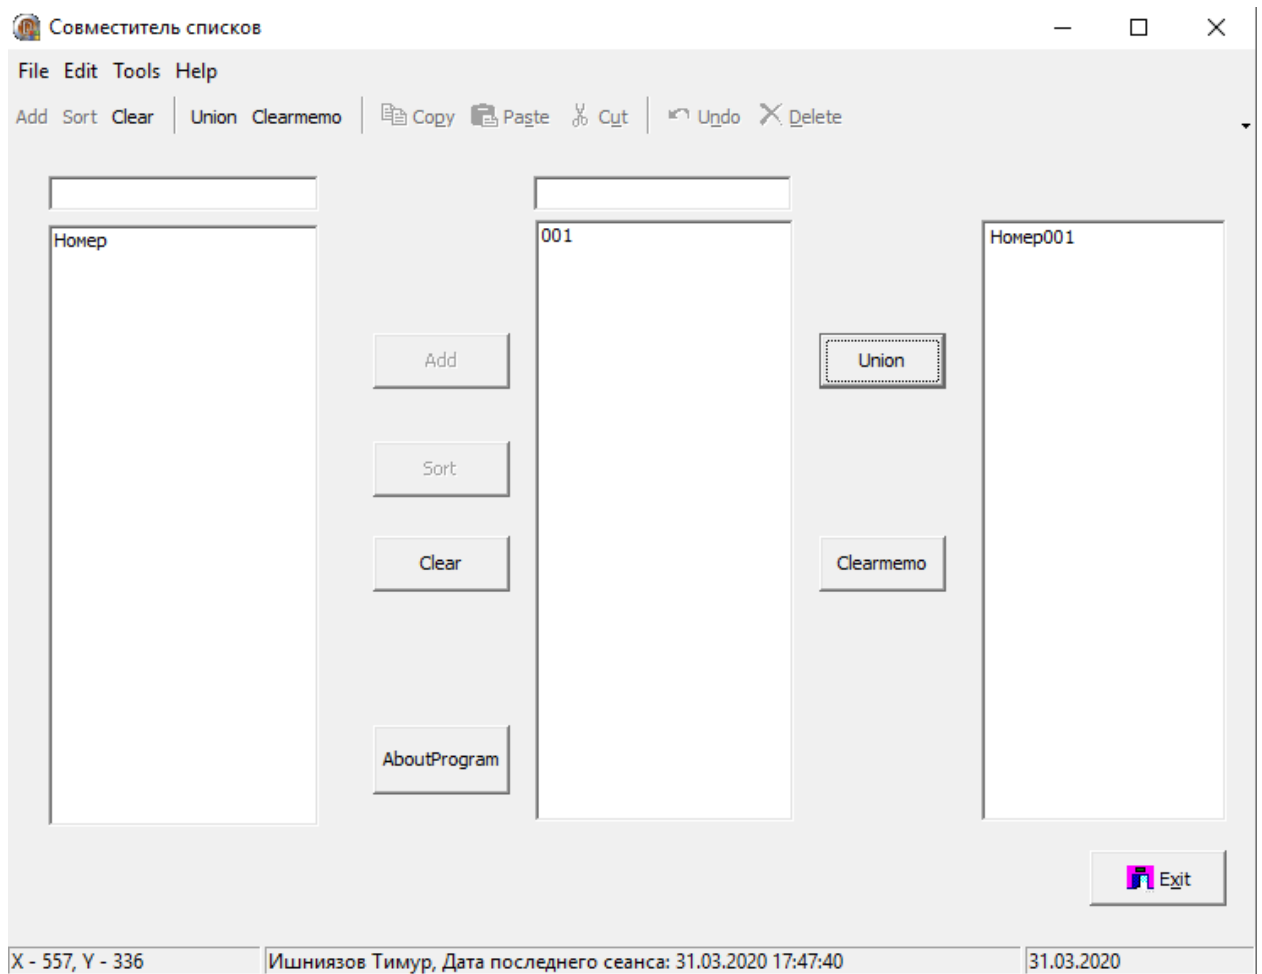 Совместитель списков
File Edit Tools Help
Add Sort Clear Union Clearmemo Copy Paste Cut Undo Delete
Номер
001
Номер001
Add
Union
Sort
Clear
Clearmemo
AboutProgram
Exit
X - 557, Y - 336
Ишниязов Тимур, Дата последнего сеанса: 31.03.2020 17:47:40
31.03.2020